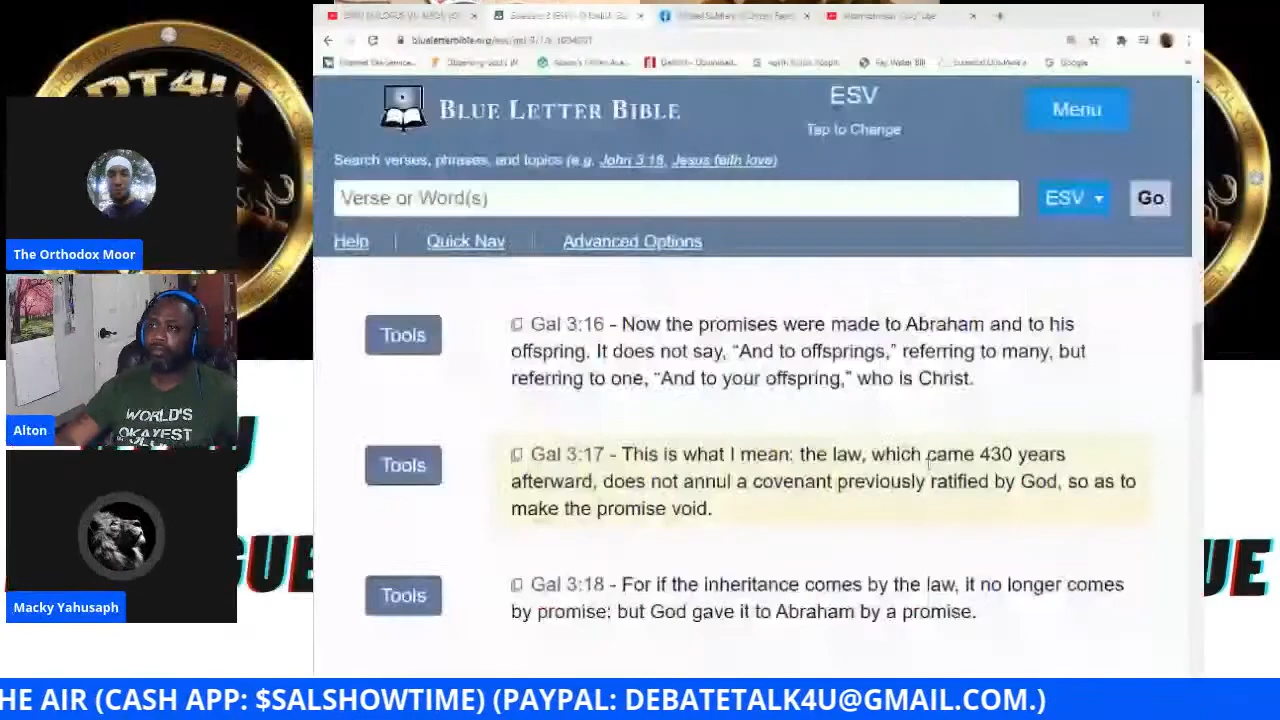 DT4U
The Orthodox Moor
WORLD'S
OKAYEST
Alton
Macky Yahusaph
BLUE LETTER BIBLE
ESV
Tap to Change
Menu
Search verses, phrases, and topics (e.g. John 3:16, Jesus faith love)
Verse or Word(s)
ESV
Go
Help
Quick Nav
Advanced Options
Tools
Gal 3:16 - Now the promises were made to Abraham and to his
offspring. It does not say, “And to offsprings,” referring to many, but
referring to one, “And to your offspring,” who is Christ.
Tools
Gal 3:17 - This is what I mean: the law, which came 430 years
afterward, does not annul a covenant previously ratified by God, so as to
make the promise void.
Tools
Gal 3:18 - For if the inheritance comes by the law, it no longer comes
by promise; but God gave it to Abraham by a promise.
HE AIR (CASH APP: $SALSHOWTIME) (PAYPAL: DEBATETALK4U@GMAIL.COM.)